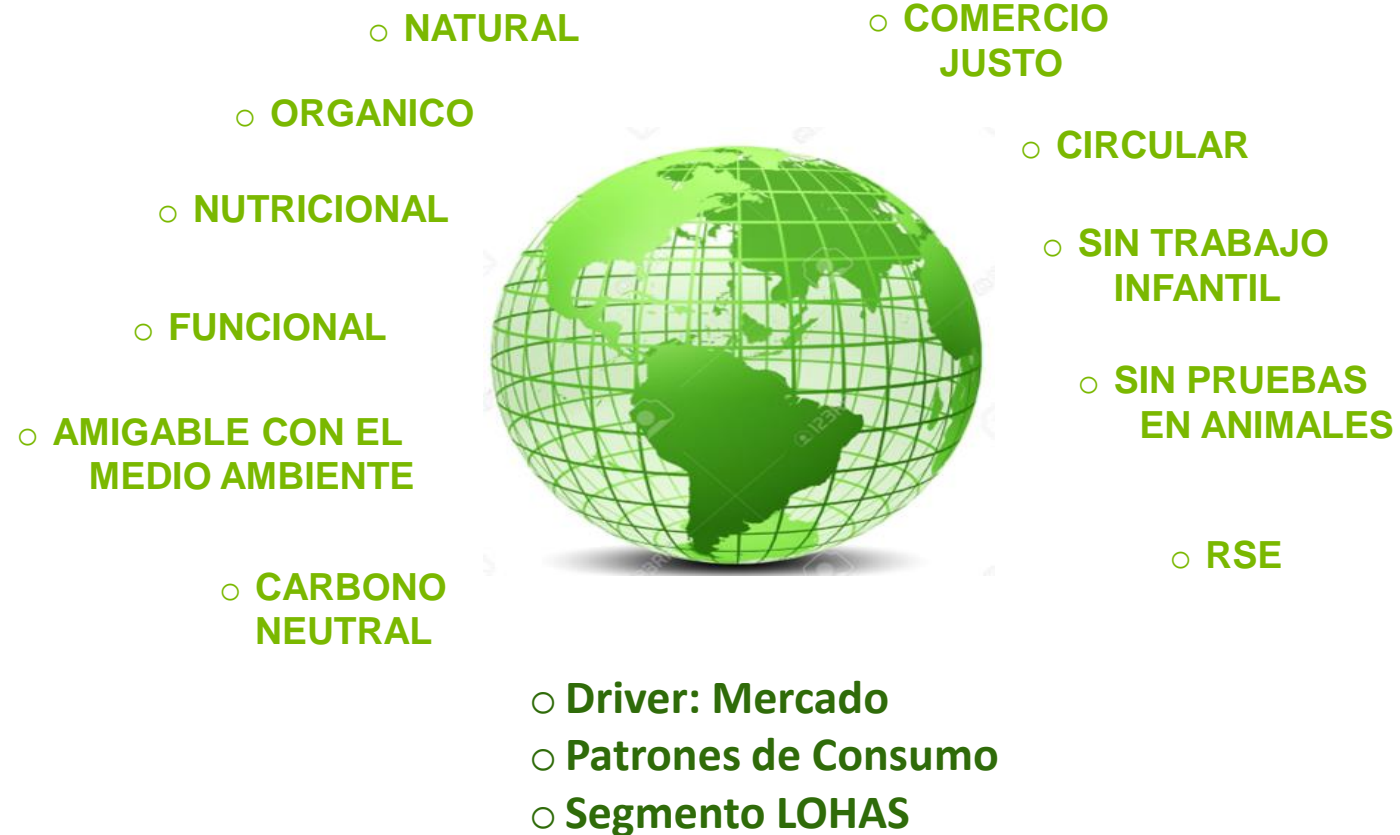 ○ NATURAL
○ ORGANICO
○ NUTRICIONAL
○ FUNCIONAL
○ AMIGABLE CON EL
MEDIO AMBIENTE
○ CARBONO
NEUTRAL
○ COMERCIO
JUSTO
○ CIRCULAR
○ SIN TRABAJO
INFANTIL
○ SIN PRUEBAS
EN ANIMALES
○ RSE
○ Driver: Mercado
○ Patrones de Consumo
○ Segmento LOHAS